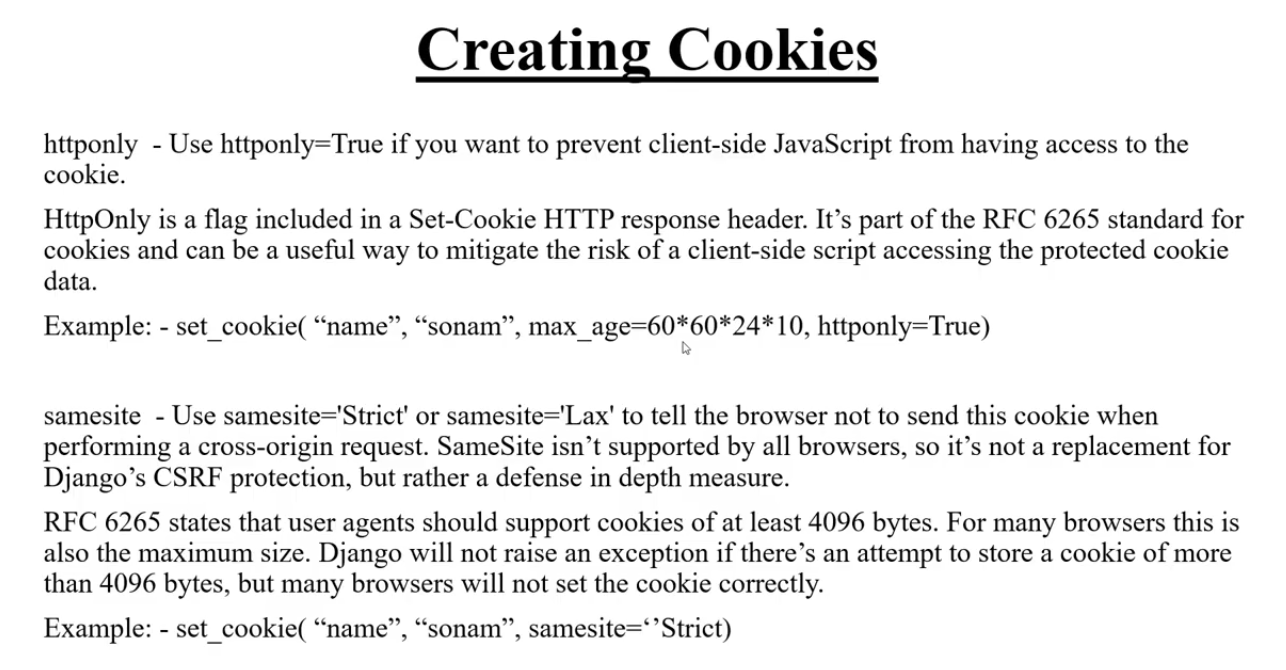 Creating Cookies
httponly  - Use httponly=True if you want to prevent client-side JavaScript from having access to the
cookie.
HttpOnly is a flag included in a Set-Cookie HTTP response header. It’s part of the RFC 6265 standard for
cookies and can be a useful way to mitigate the risk of a client-side script accessing the protected cookie
data.
Example: - set_cookie( “name”, “sonam”, max_age=60*60*24*10, httponly=True)
samesite  - Use samesite='Strict' or samesite='Lax' to tell the browser not to send this cookie when
performing a cross-origin request. SameSite isn’t supported by all browsers, so it’s not a replacement for
Django’s CSRF protection, but rather a defense in depth measure.
RFC 6265 states that user agents should support cookies of at least 4096 bytes. For many browsers this is
also the maximum size. Django will not raise an exception if there’s an attempt to store a cookie of more
than 4096 bytes, but many browsers will not set the cookie correctly.
Example: - set_cookie( “name”, “sonam”, samesite=‘’Strict)